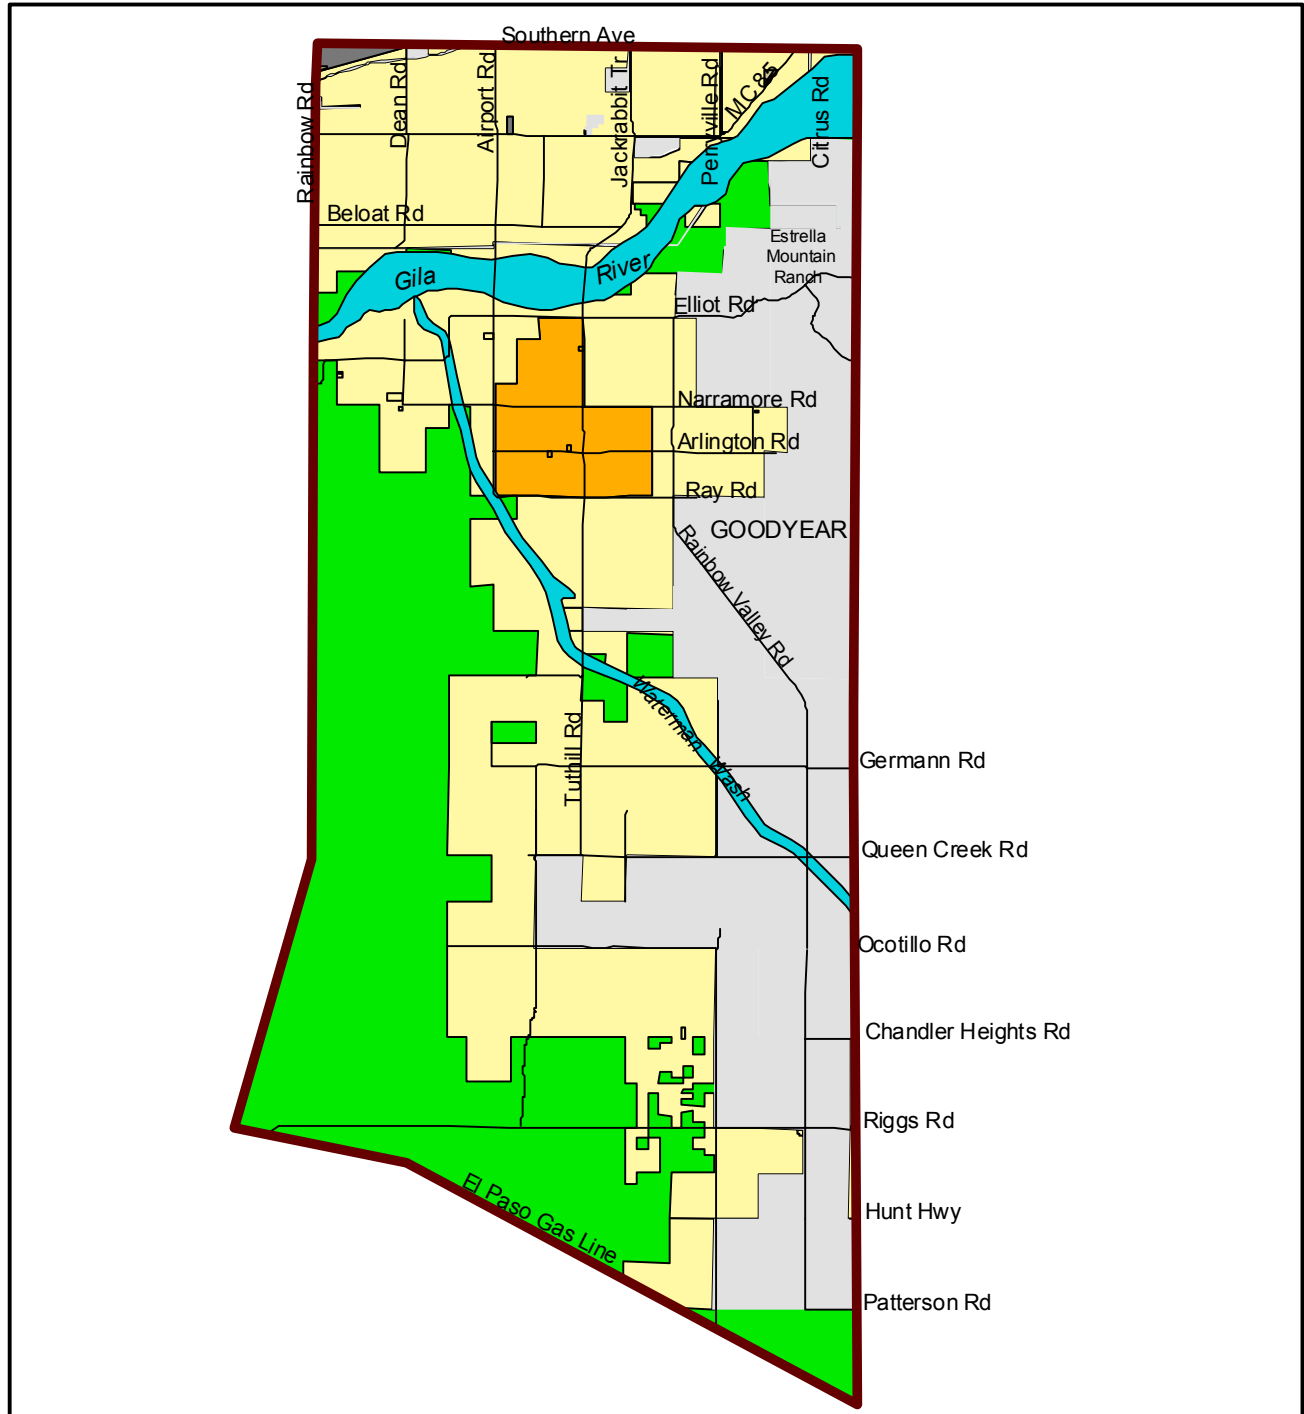 Southern Ave
Rainbow Rd
Dean Rd
Airport Rd
Jackrabbit Tr
Perryville Rd
MC 85
Citrus Rd
Beloat Rd
Estrella
Mountain
Ranch
Gila
River
Elliot Rd
Narramore Rd
Arlington Rd
Ray Rd
GOODYEAR
Rainbow Valley Rd
Waterman Wash
Tuthill Rd
Germann Rd
Queen Creek Rd
Ocotillo Rd
Chandler Heights Rd
Riggs Rd
El Paso Gas Line
Hunt Hwy
Patterson Rd